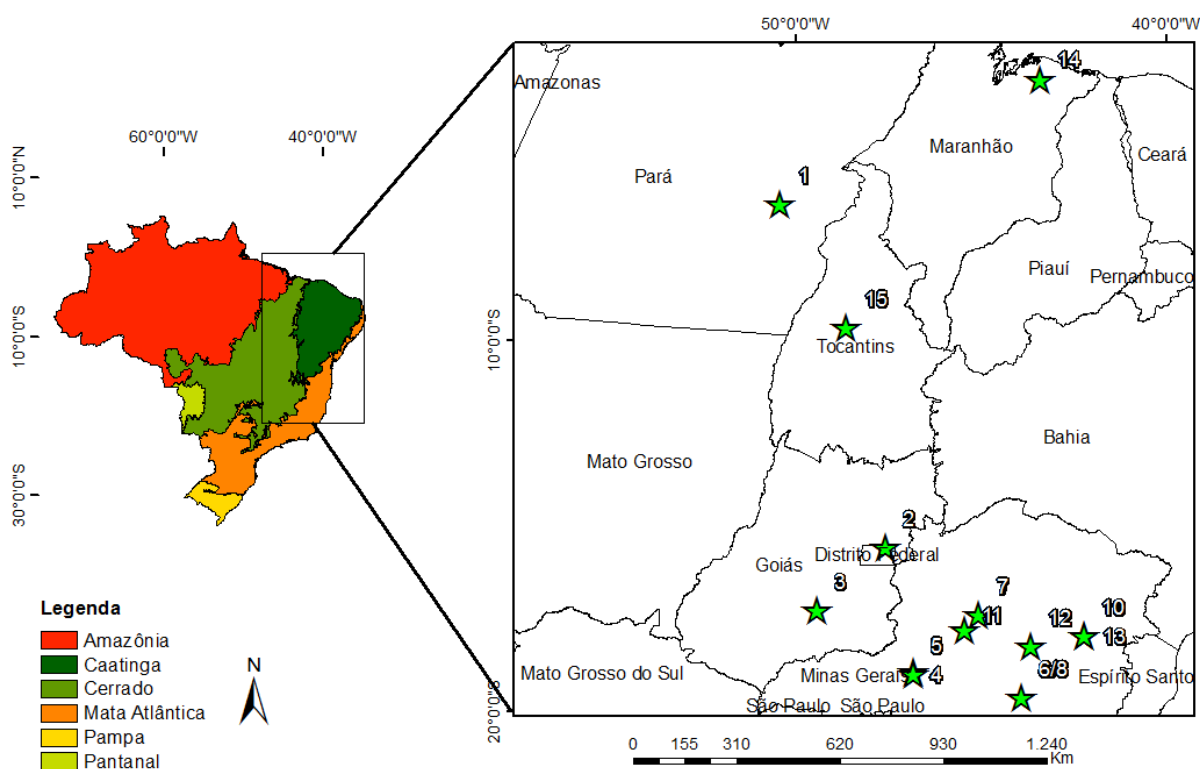 60°0'0"W 40°0'0"W
10°0'0"N
10°0'0"S
30°0'0"S
Legenda
Amazônia
Caatinga
Cerrado
Mata Atlântica
Pampa
Pantanal
N
50°0'0"W 40°0'0"W
10°0'0"S
20°0'0"S
Amazonas
14
Maranhão
Ceará
Pará
1
Piauí
Pernambuco
15
Tocantins
Bahia
Mato Grosso
2
Distrito Federal
Goiás
3
7
11
12
10
13
5
6/8
Mato Grosso do Sul
Minas Gerais
4
Espírito Santo
São Paulo São Paulo
0 155 310 620 930 1.240
Km